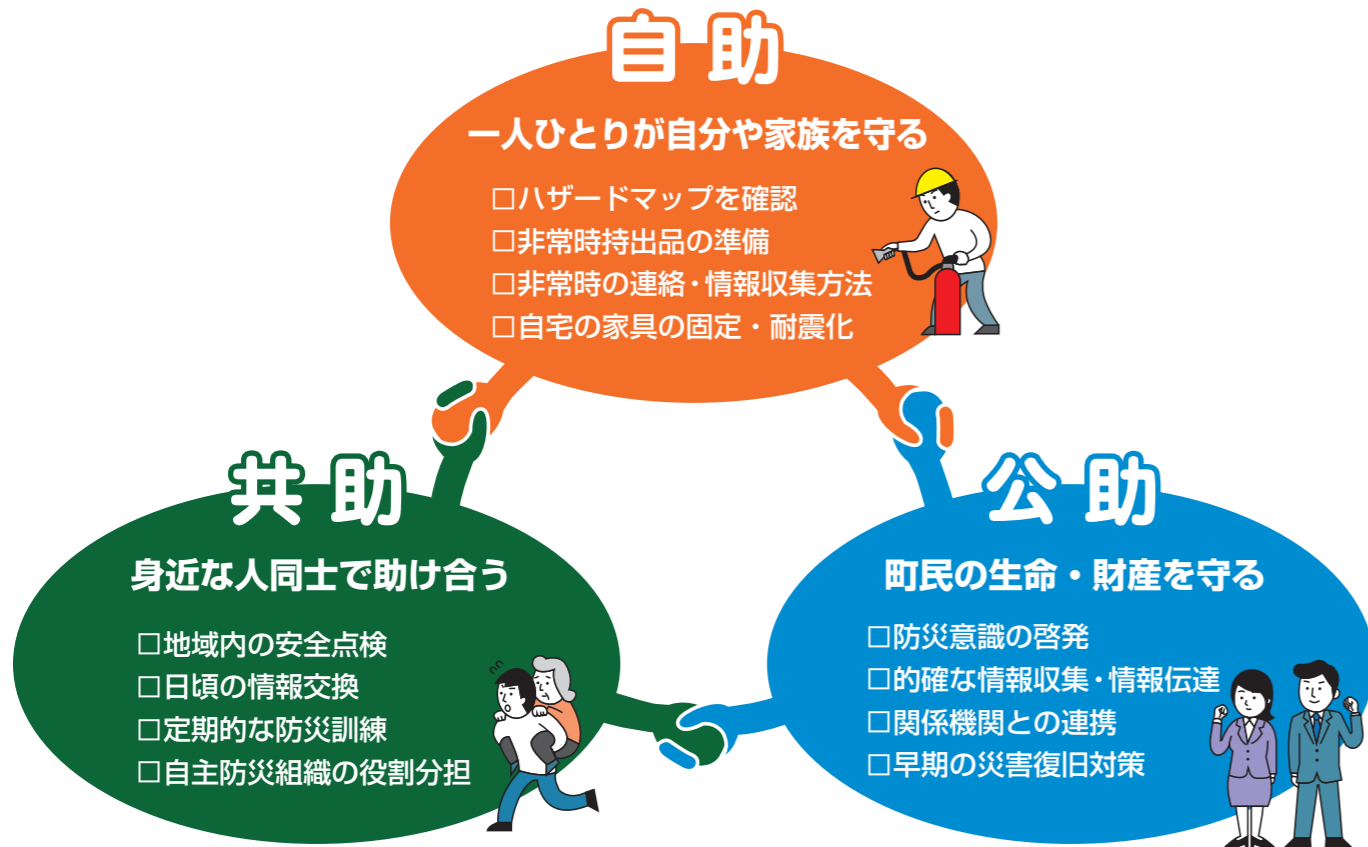 自助
一人ひとりが自分や家族を守る
□ハザードマップを確認
□非常時持出品の準備
□非常時の連絡・情報収集方法
□自宅の家具の固定・耐震化
共助
身近な人同士で助け合う
□地域内の安全点検
□日頃の情報交換
□定期的な防災訓練
□自主防災組織の役割分担
公助
町民の生命・財産を守る
□防災意識の啓発
□的確な情報収集・情報伝達
□関係機関との連携
□早期の災害復旧対策